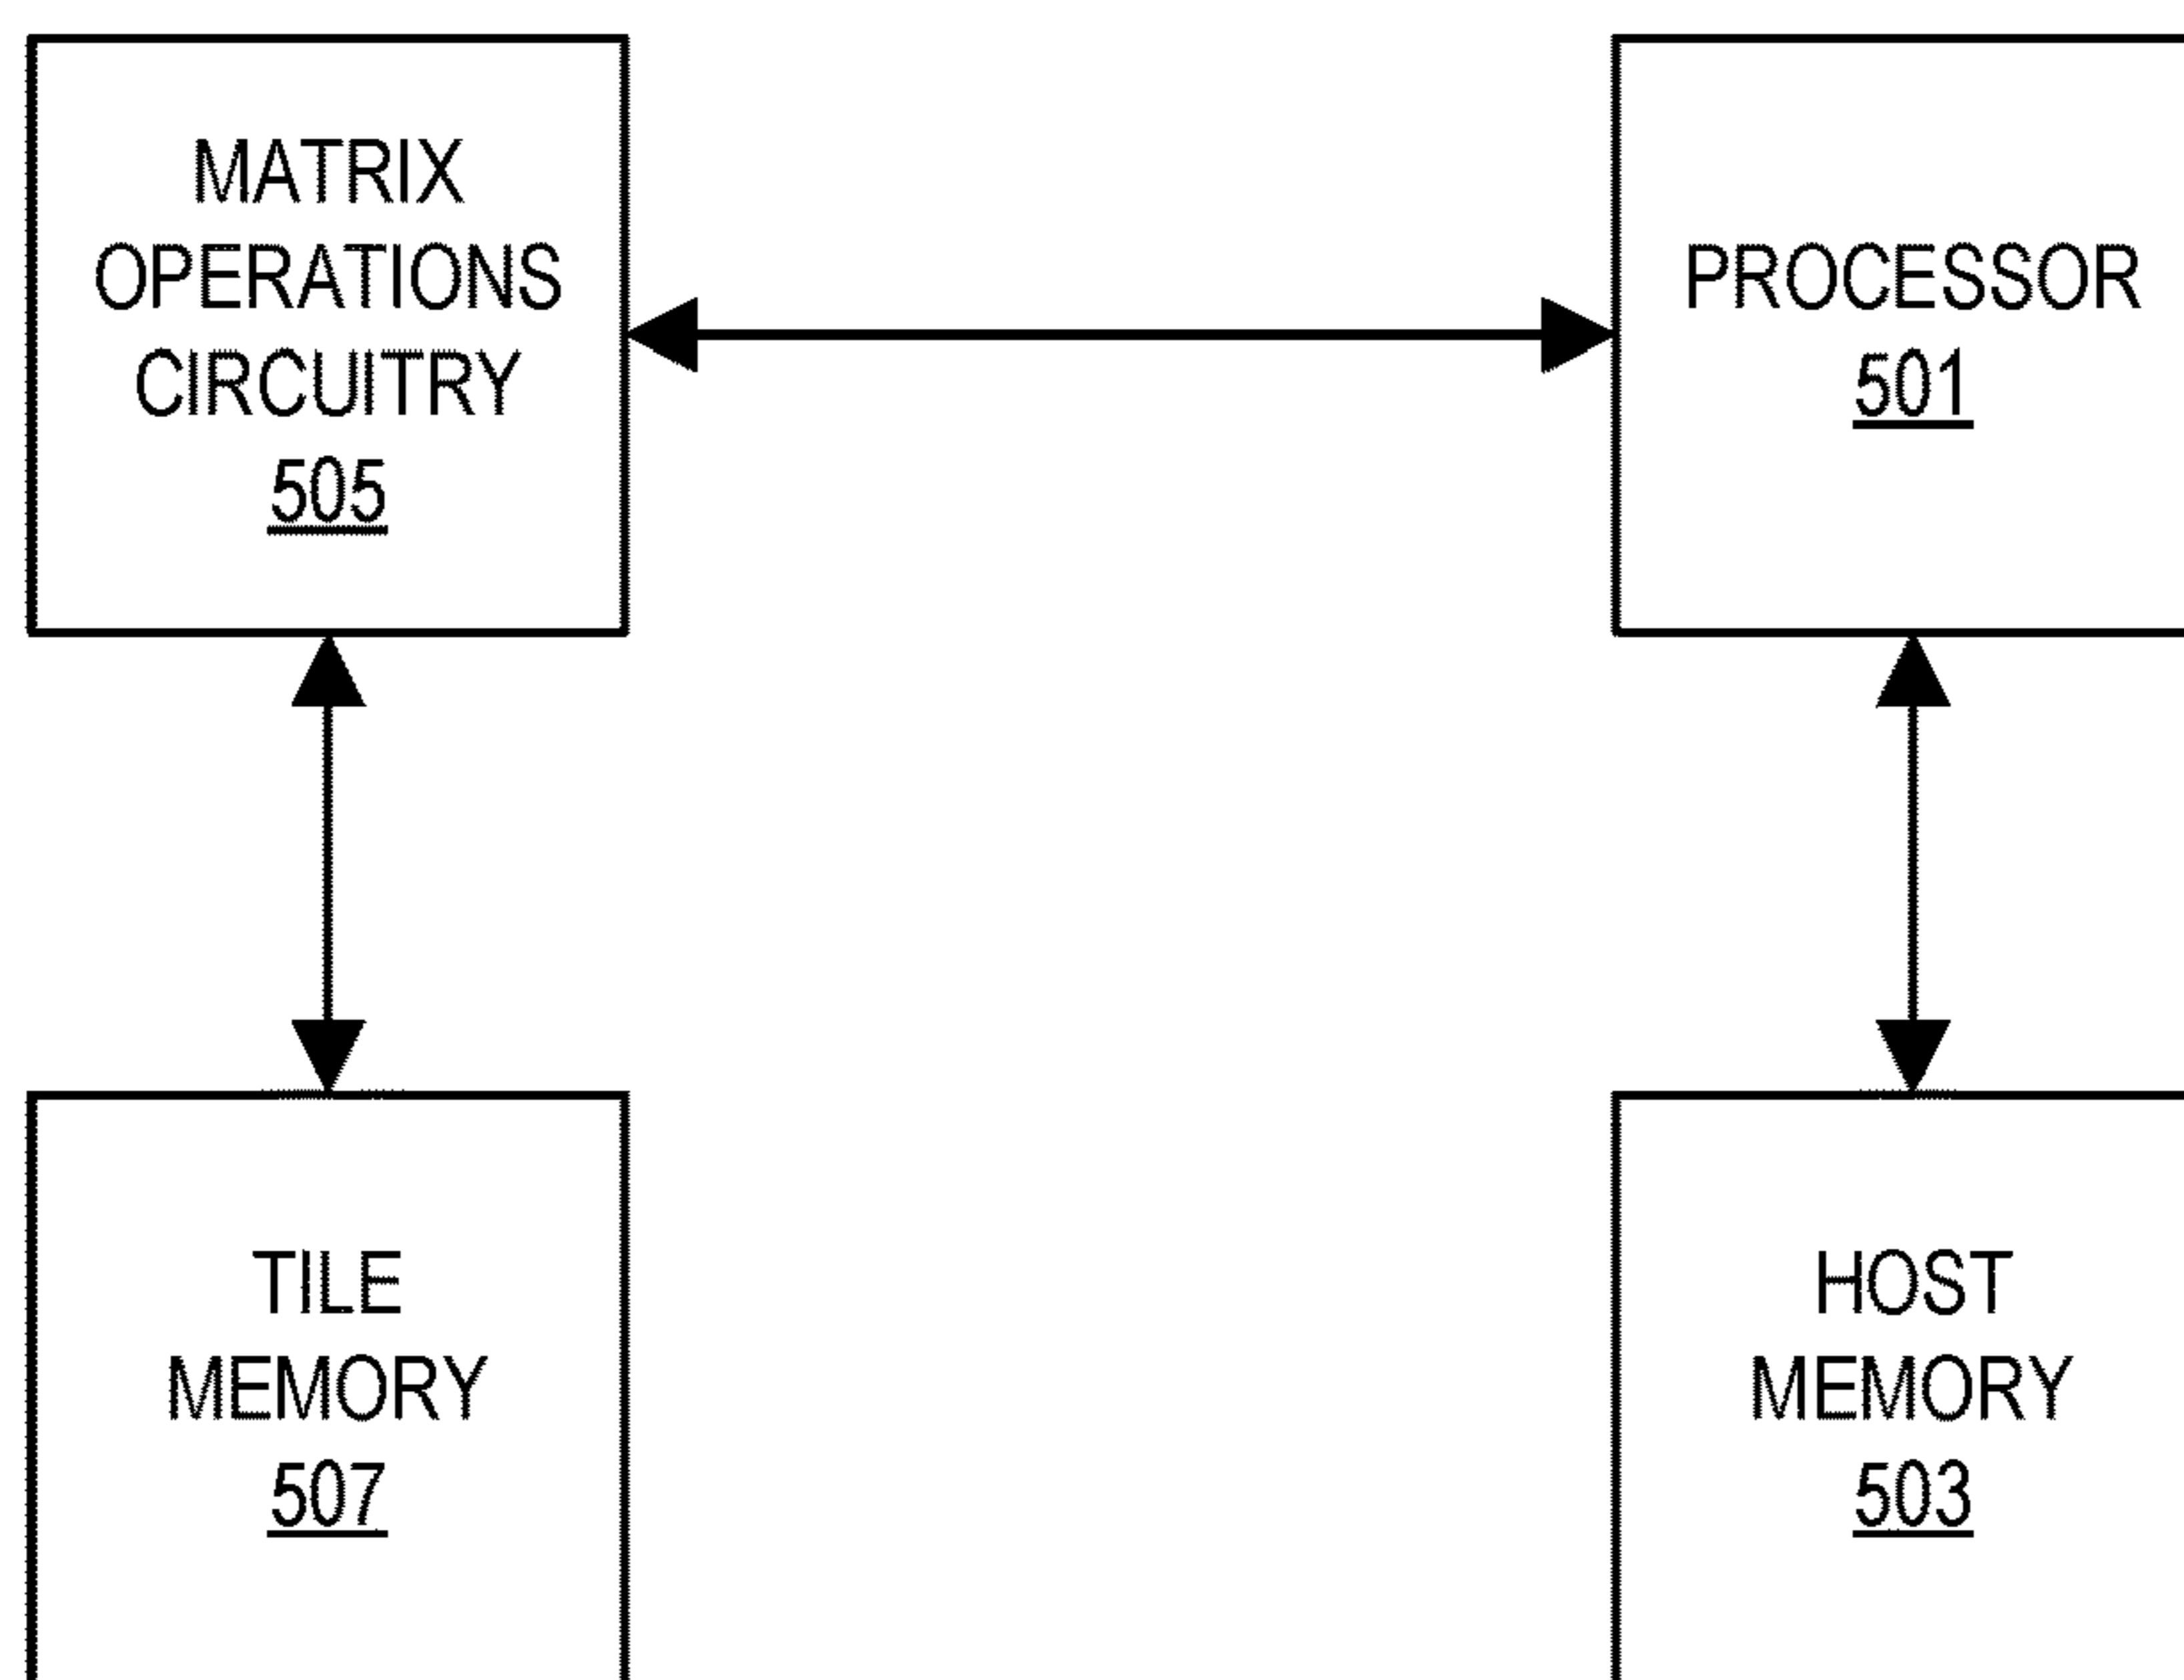 MATRIX
OPERATIONS
CIRCUITRY
505
PROCESSOR
501
TILE
MEMORY
507
HOST
MEMORY
503